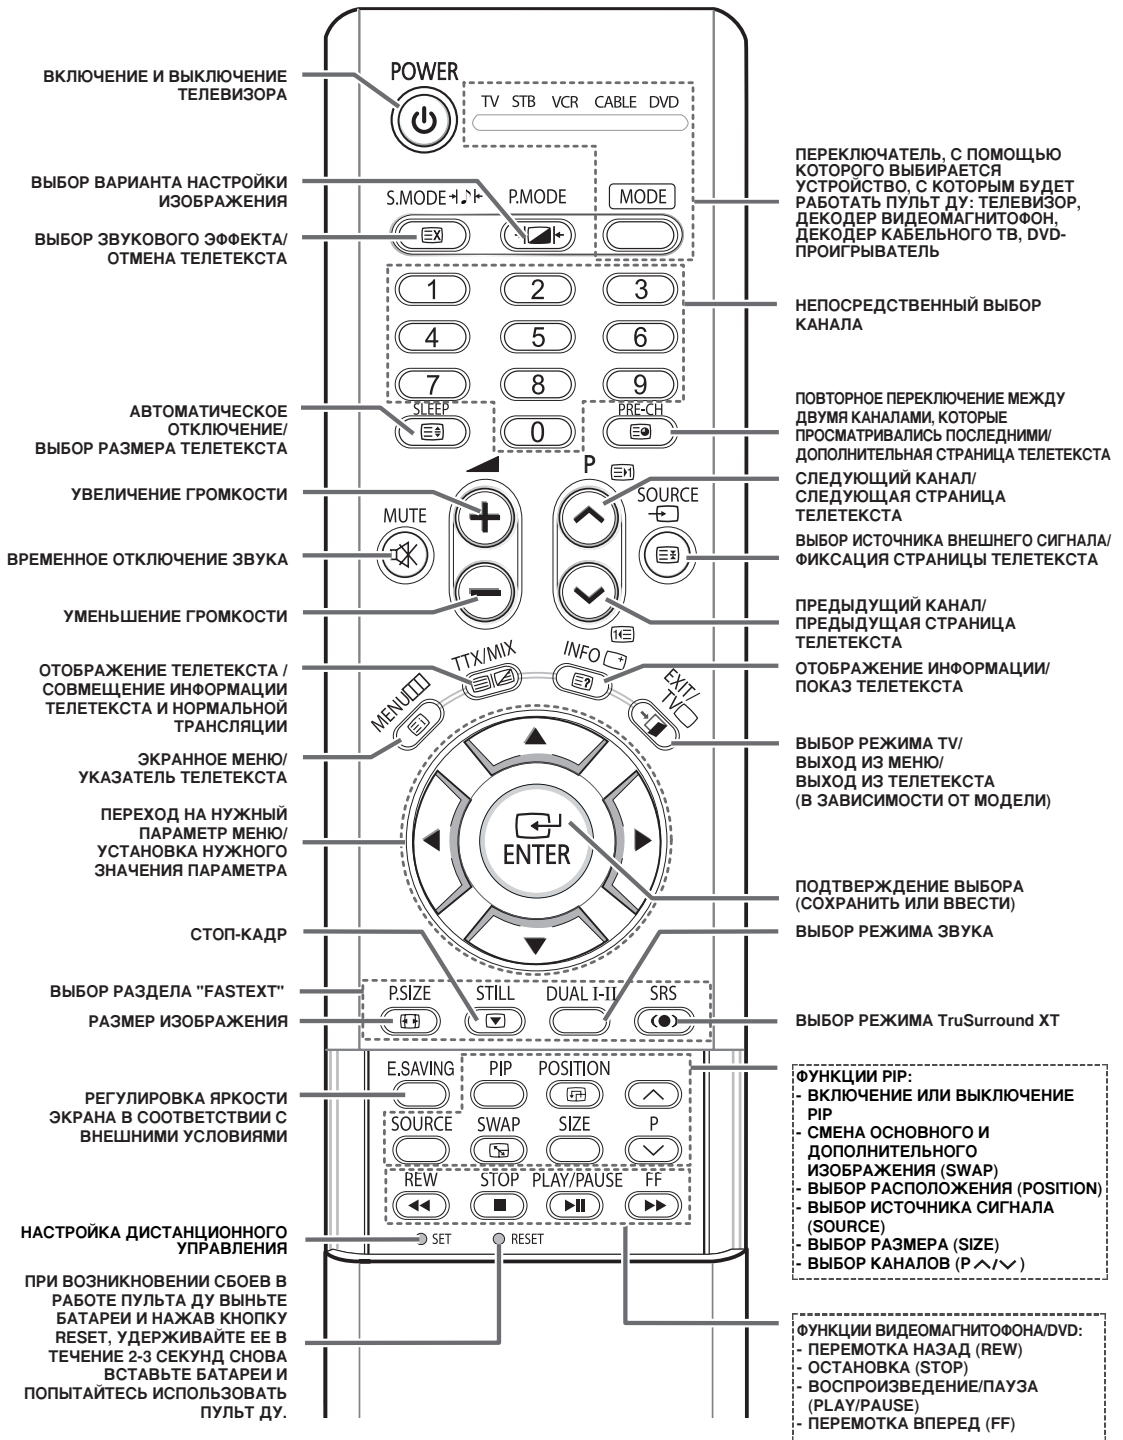 ВКЛЮЧЕНИЕ И ВЫКЛЮЧЕНИЕ
ТЕЛЕВИЗОРА
ВЫБОР ВАРИАНТА НАСТРОЙКИ
ИЗОБРАЖЕНИЯ
ВЫБОР ЗВУКОВОГО ЭФФЕКТА/
ОТМЕНА ТЕЛЕТЕКСТА
АВТОМАТИЧЕСКОЕ
ОТКЛЮЧЕНИЕ/
ВЫБОР РАЗМЕРА ТЕЛЕТЕКСТА
УВЕЛИЧЕНИЕ ГРОМКОСТИ
ВРЕМЕННОЕ ОТКЛЮЧЕНИЕ ЗВУКА
УМЕНЬШЕНИЕ ГРОМКОСТИ
ОТОБРАЖЕНИЕ ТЕЛЕТЕКСТА /
СОВМЕЩЕНИЕ ИНФОРМАЦИИ
ТЕЛЕТЕКСТА И НОРМАЛЬНОЙ
ТРАНСЛЯЦИИ
ЭКРАННОЕ МЕНЮ/
УКАЗАТЕЛЬ ТЕЛЕТЕКСТА
ПЕРЕХОД НА НУЖНЫЙ
ПАРАМЕТР МЕНЮ/
УСТАНОВКА НУЖНОГО
ЗНАЧЕНИЯ ПАРАМЕТРА
СТОП-КАДР
ВЫБОР РАЗДЕЛА "FASTEXT"
РАЗМЕР ИЗОБРАЖЕНИЯ
РЕГУЛИРОВКА ЯРКОСТИ
ЭКРАНА В СООТВЕТСТВИИ С
ВНЕШНИМИ УСЛОВИЯМИ
НАСТРОЙКА ДИСТАНЦИОННОГО
УПРАВЛЕНИЯ
ПРИ ВОЗНИКНОВЕНИИ СБОЕВ В
РАБОТЕ ПУЛЬТА ДУ ВЫНЬТЕ
БАТАРЕИ И НАЖАВ КНОПКУ
RESET, УДЕРЖИВАЙТЕ ЕЕ В
ТЕЧЕНИЕ 2-3 СЕКУНД СНОВА
ВСТАВЬТЕ БАТАРЕИ И
ПОПЫТАЙТЕСЬ ИСПОЛЬЗОВАТЬ
ПУЛЬТ ДУ.
POWER
TV STB VCR CABLE DVD
S.MODE P.MODE MODE
1 2 3
4 5 6
7 8 9
SLEEP 0 PRE-CH
P
SOURCE
MUTE
TTX/MIX INFO
MENU EXIT/
TV
ENTER
P.SIZE STILL DUAL I-II SRS
E.SAVING PIP POSITION
SOURCE SWAP SIZE P
REW STOP PLAY/PAUSE FF
SET RESET
ПЕРЕКЛЮЧАТЕЛЬ, С ПОМОЩЬЮ
КОТОРОГО ВЫБИРАЕТСЯ
УСТРОЙСТВО, С КОТОРЫМ БУДЕТ
РАБОТАТЬ ПУЛЬТ ДУ: ТЕЛЕВИЗОР,
ДЕКОДЕР ВИДЕОМАГНИТОФОН,
ДЕКОДЕР КАБЕЛЬНОГО ТВ, DVD-
ПРОИГРЫВАТЕЛЬ
НЕПОСРЕДСТВЕННЫЙ ВЫБОР
КАНАЛА
ПОВТОРНОЕ ПЕРЕКЛЮЧЕНИЕ МЕЖДУ
ДВУМЯ КАНАЛАМИ, КОТОРЫЕ
ПРОСМАТРИВАЛИСЬ ПОСЛЕДНИМИ/
ДОПОЛНИТЕЛЬНАЯ СТРАНИЦА ТЕЛЕТЕКСТА
СЛЕДУЮЩИЙ КАНАЛ/
СЛЕДУЮЩАЯ СТРАНИЦА
ТЕЛЕТЕКСТА
ВЫБОР ИСТОЧНИКА ВНЕШНЕГО СИГНАЛА/
ФИКСАЦИЯ СТРАНИЦЫ ТЕЛЕТЕКСТА
ПРЕДЫДУЩИЙ КАНАЛ/
ПРЕДЫДУЩАЯ СТРАНИЦА
ТЕЛЕТЕКСТА
ОТОБРАЖЕНИЕ ИНФОРМАЦИИ/
ПОКАЗ ТЕЛЕТЕКСТА
ВЫБОР РЕЖИМА TV/
ВЫХОД ИЗ МЕНЮ/
ВЫХОД ИЗ ТЕЛЕТЕКСТА
(В ЗАВИСИМОСТИ ОТ МОДЕЛИ)
ПОДТВЕРЖДЕНИЕ ВЫБОРА
(СОХРАНИТЬ ИЛИ ВВЕСТИ)
ВЫБОР РЕЖИМА ЗВУКА
ВЫБОР РЕЖИМА TruSurround XT
ФУНКЦИИ PIP:
- ВКЛЮЧЕНИЕ ИЛИ ВЫКЛЮЧЕНИЕ
PIP
- СМЕНА ОСНОВНОГО И
ДОПОЛНИТЕЛЬНОГО
ИЗОБРАЖЕНИЯ (SWAP)
- ВЫБОР РАСПОЛОЖЕНИЯ (POSITION)
- ВЫБОР ИСТОЧНИКА СИГНАЛА
(SOURCE)
- ВЫБОР РАЗМЕРА (SIZE)
- ВЫБОР КАНАЛОВ (P / )
ФУНКЦИИ ВИДЕОМАГНИТОФОНА/DVD:
- ПЕРЕМОТКА НАЗАД (REW)
- ОСТАНОВКА (STOP)
- ВОСПРОИЗВЕДЕНИЕ/ПАУЗА
(PLAY/PAUSE)
- ПЕРЕМОТКА ВПЕРЕД (FF)